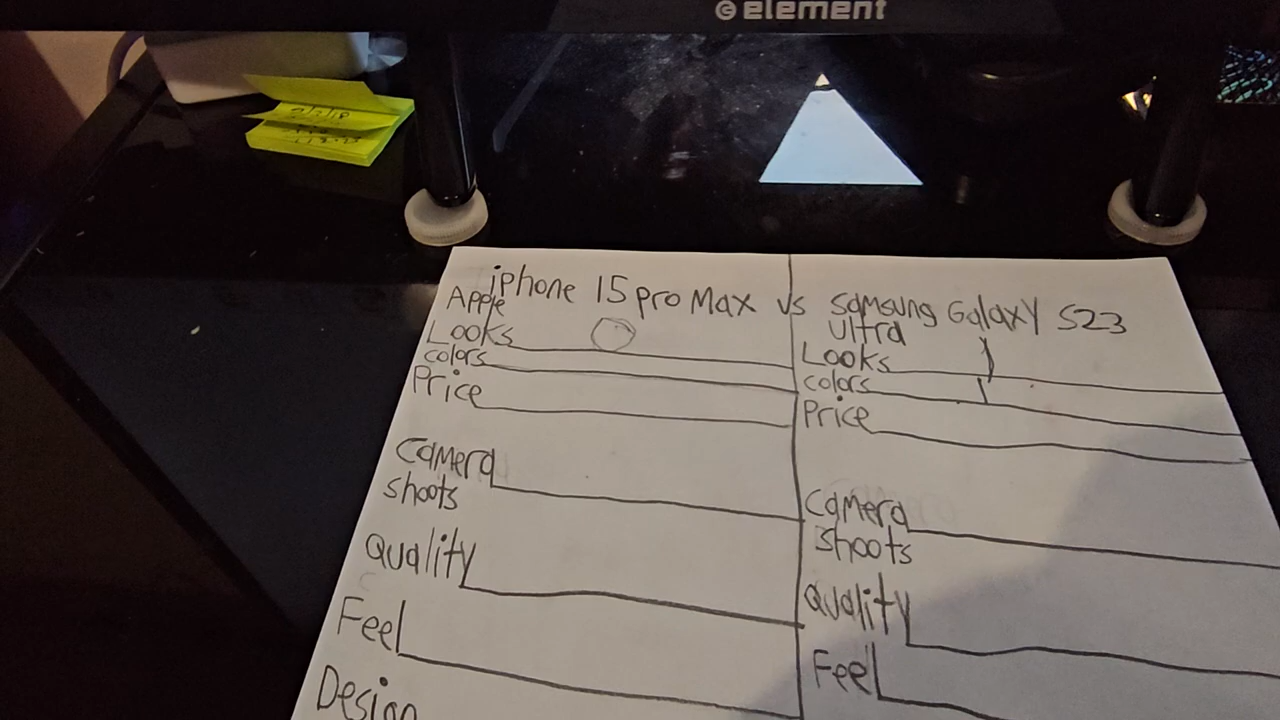 element
iphone 15 pro Max vs Samsung Galaxy S23
Apple
Ultra
Looks
colors
Price
Camera
shoots
Quality
Feel
Design
Looks
colors
Price
Camera
shoots
Quality
Feel